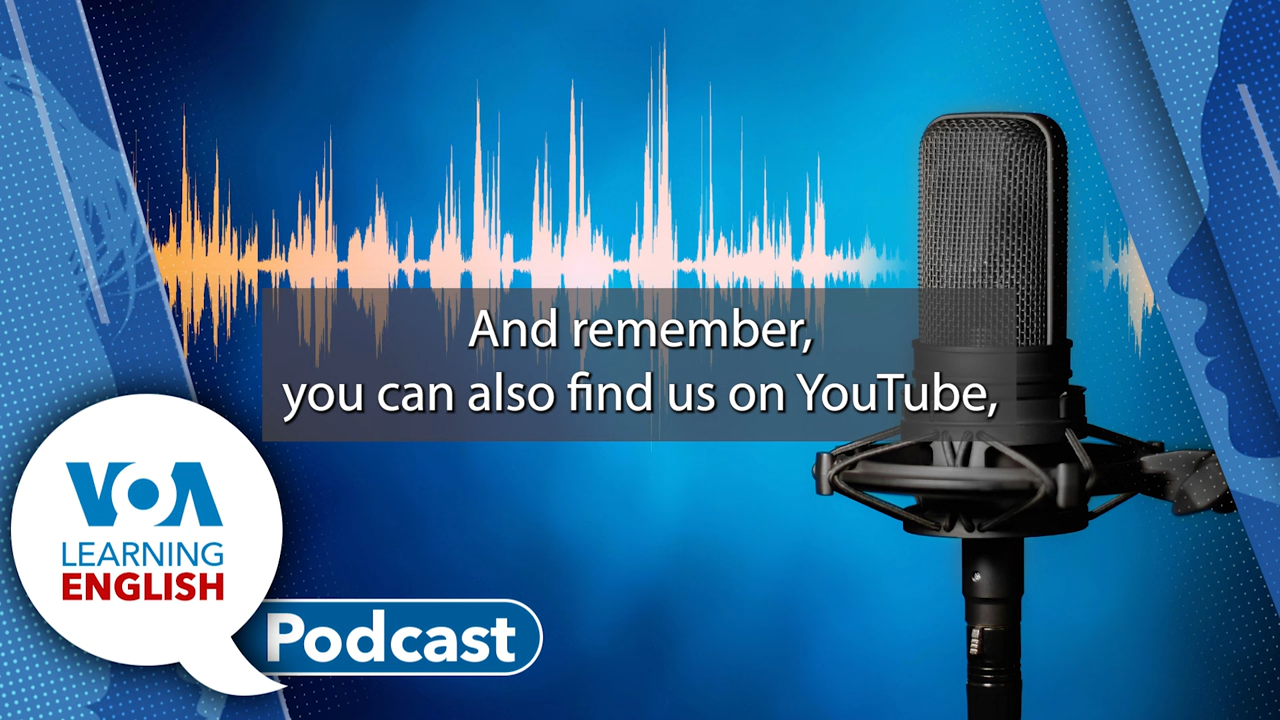 And remember,
you can also find us on YouTube,
VOA
LEARNING
ENGLISH
Podcast